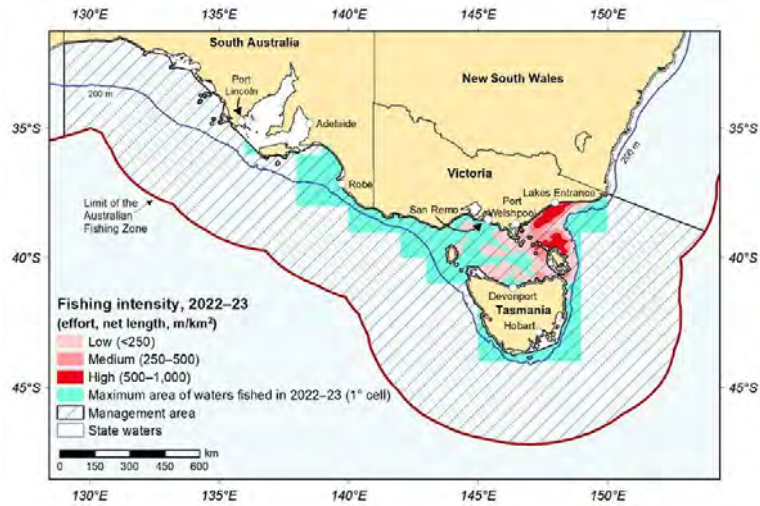 130°E 135°E 140°E 145°E 150°E
South Australia
New South Wales
Port
Lincoln
200 m
Adelaide
35°S 35°S
200 m
Victoria
Robe
Lakes Entrance
Port
Welshpool
San Remo
Limit of the
Australian
Fishing Zone
40°S 40°S
Devonport
Tasmania
Hobart
Fishing intensity, 2022–23
(effort, net length, m/km²)
Low (<250)
Medium (250–500)
High (500–1,000)
Maximum area of waters fished in 2022–23 (1° cell)
Management area
State waters
45°S 45°S
km
0 150 300 450 600
130°E 135°E 140°E 145°E 150°E